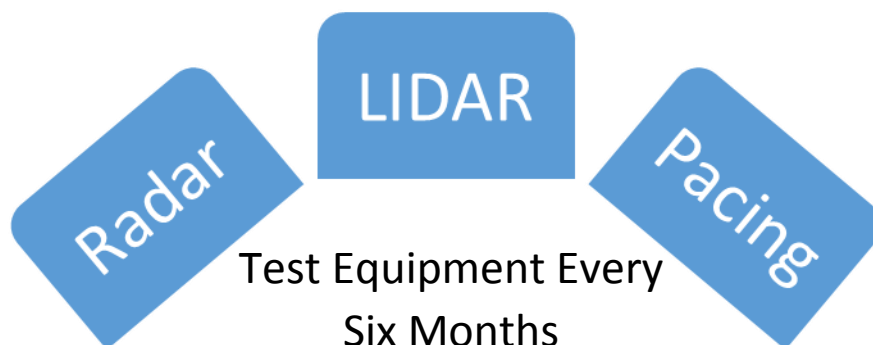 Radar
LIDAR
Pacing
Test Equipment Every
Six Months